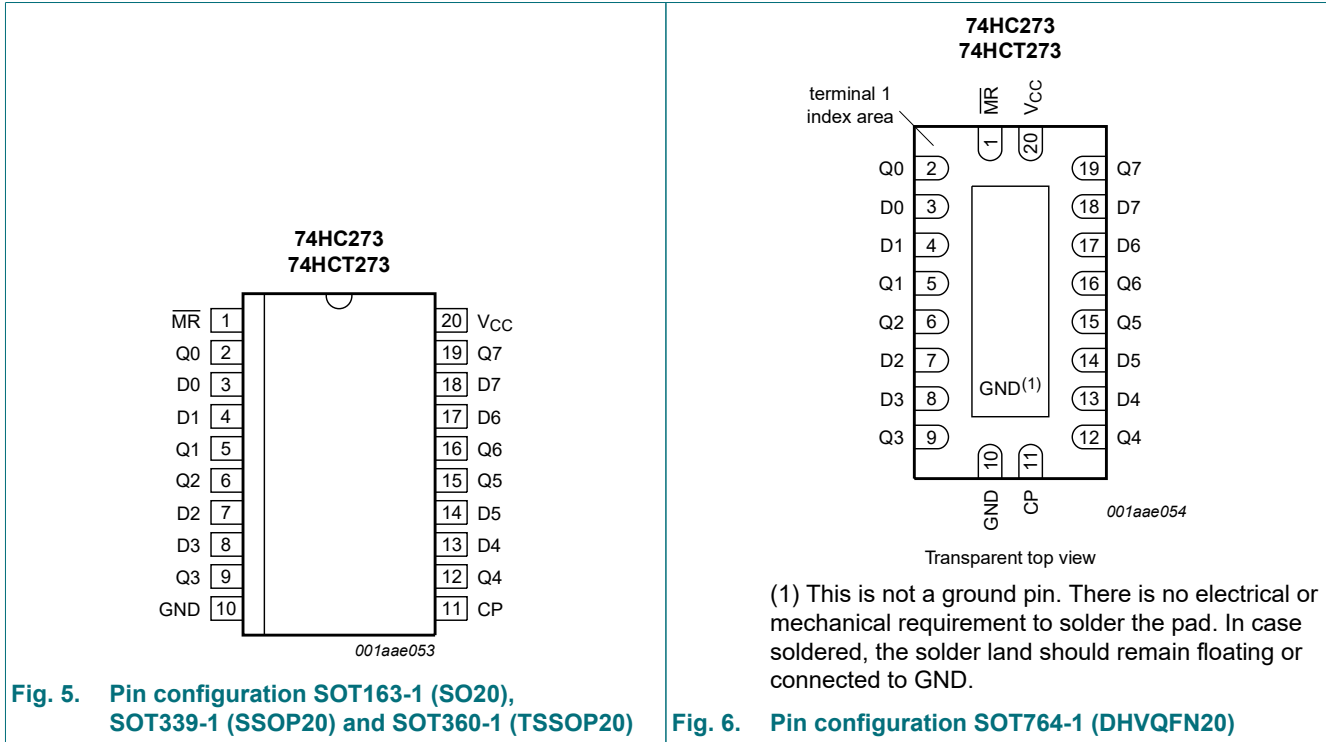 74HC273
74HCT273
MR 1
Q0 2
D0 3
D1 4
Q1 5
Q2 6
D2 7
D3 8
Q3 9
GND 10
20 VCC
19 Q7
18 D7
17 D6
16 Q6
15 Q5
14 D5
13 D4
12 Q4
11 CP
001aae053
Fig. 5. Pin configuration SOT163-1 (SO20),
SOT339-1 (SSOP20) and SOT360-1 (TSSOP20)
74HC273
74HCT273
terminal 1
index area
MR
VCC
1
20
Q0 2
D0 3
D1 4
Q1 5
Q2 6
D2 7
D3 8
Q3 9
19 Q7
18 D7
17 D6
16 Q6
15 Q5
14 D5
13 D4
12 Q4
GND(1)
10
11
GND
CP
001aae054
Transparent top view
(1) This is not a ground pin. There is no electrical or
mechanical requirement to solder the pad. In case
soldered, the solder land should remain floating or
connected to GND.
Fig. 6. Pin configuration SOT764-1 (DHVQFN20)